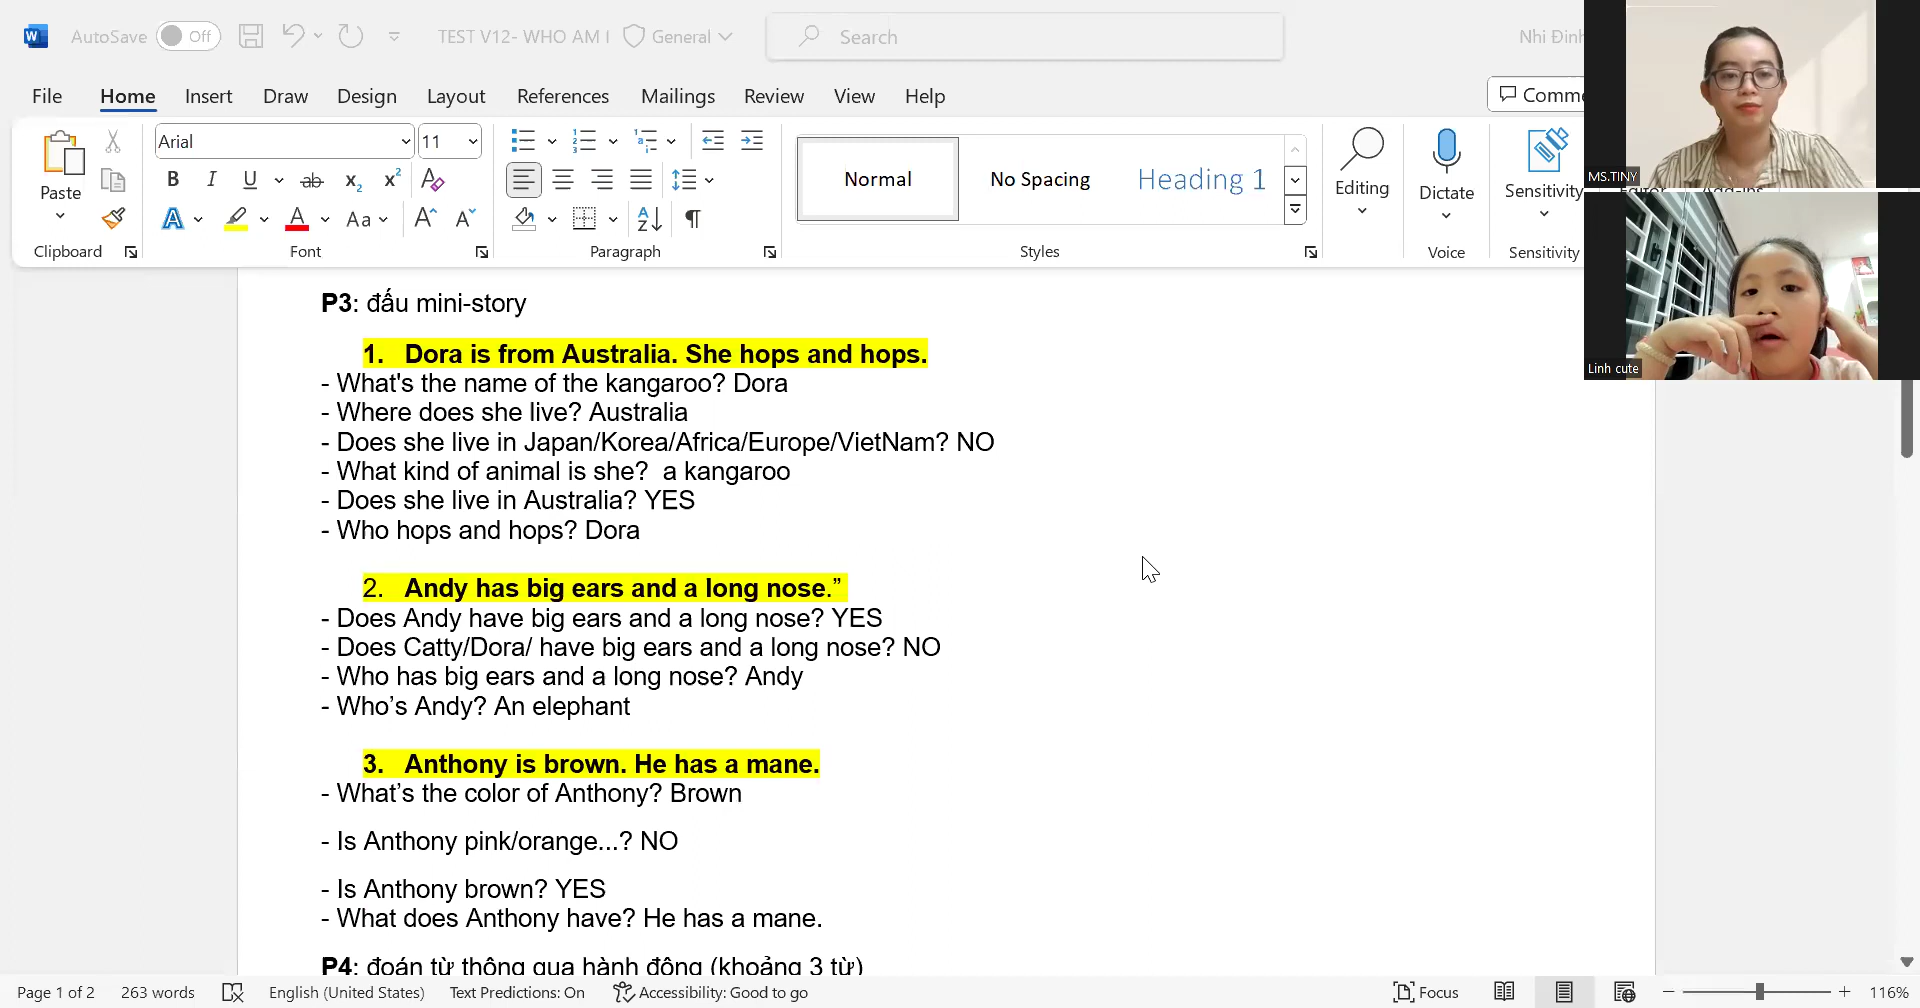 AutoSave Off TEST V12- WHO AM I General Search Nhi Đinh
File Home Insert Draw Design Layout References Mailings Review View Help
Paste
Clipboard
Arial 11
Font
Paragraph
Normal No Spacing Heading 1
Styles
Editing
Dictate
Voice
Sensitivity
Sensitivity
MS.TINY
Linh cute
P3: đấu mini-story
1. Dora is from Australia. She hops and hops.
- What's the name of the kangaroo? Dora
- Where does she live? Australia
- Does she live in Japan/Korea/Africa/Europe/VietNam? NO
- What kind of animal is she?  a kangaroo
- Does she live in Australia? YES
- Who hops and hops? Dora
2. Andy has big ears and a long nose.”
- Does Andy have big ears and a long nose? YES
- Does Catty/Dora/ have big ears and a long nose? NO
- Who has big ears and a long nose? Andy
- Who’s Andy? An elephant
3. Anthony is brown. He has a mane.
- What’s the color of Anthony? Brown
- Is Anthony pink/orange...? NO
- Is Anthony brown? YES
- What does Anthony have? He has a mane.
P4: đoán từ thông qua hành động (khoảng 3 từ)
Page 1 of 2 263 words English (United States) Text Predictions: On Accessibility: Good to go Focus 116%